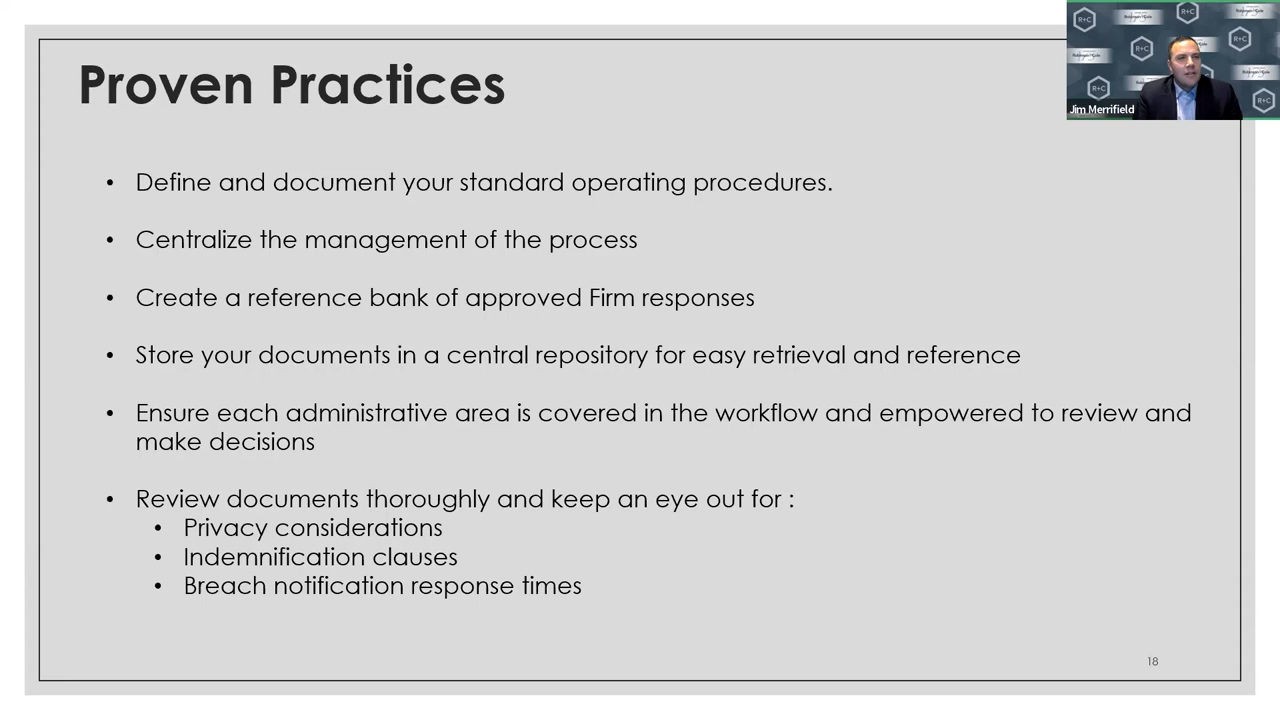 Proven Practices
• Define and document your standard operating procedures.
• Centralize the management of the process
• Create a reference bank of approved Firm responses
• Store your documents in a central repository for easy retrieval and reference
• Ensure each administrative area is covered in the workflow and empowered to review and
make decisions
• Review documents thoroughly and keep an eye out for :
• Privacy considerations
• Indemnification clauses
• Breach notification response times
18
R+C
R+C
R+C
R+C
R+C
Jim Merrifield